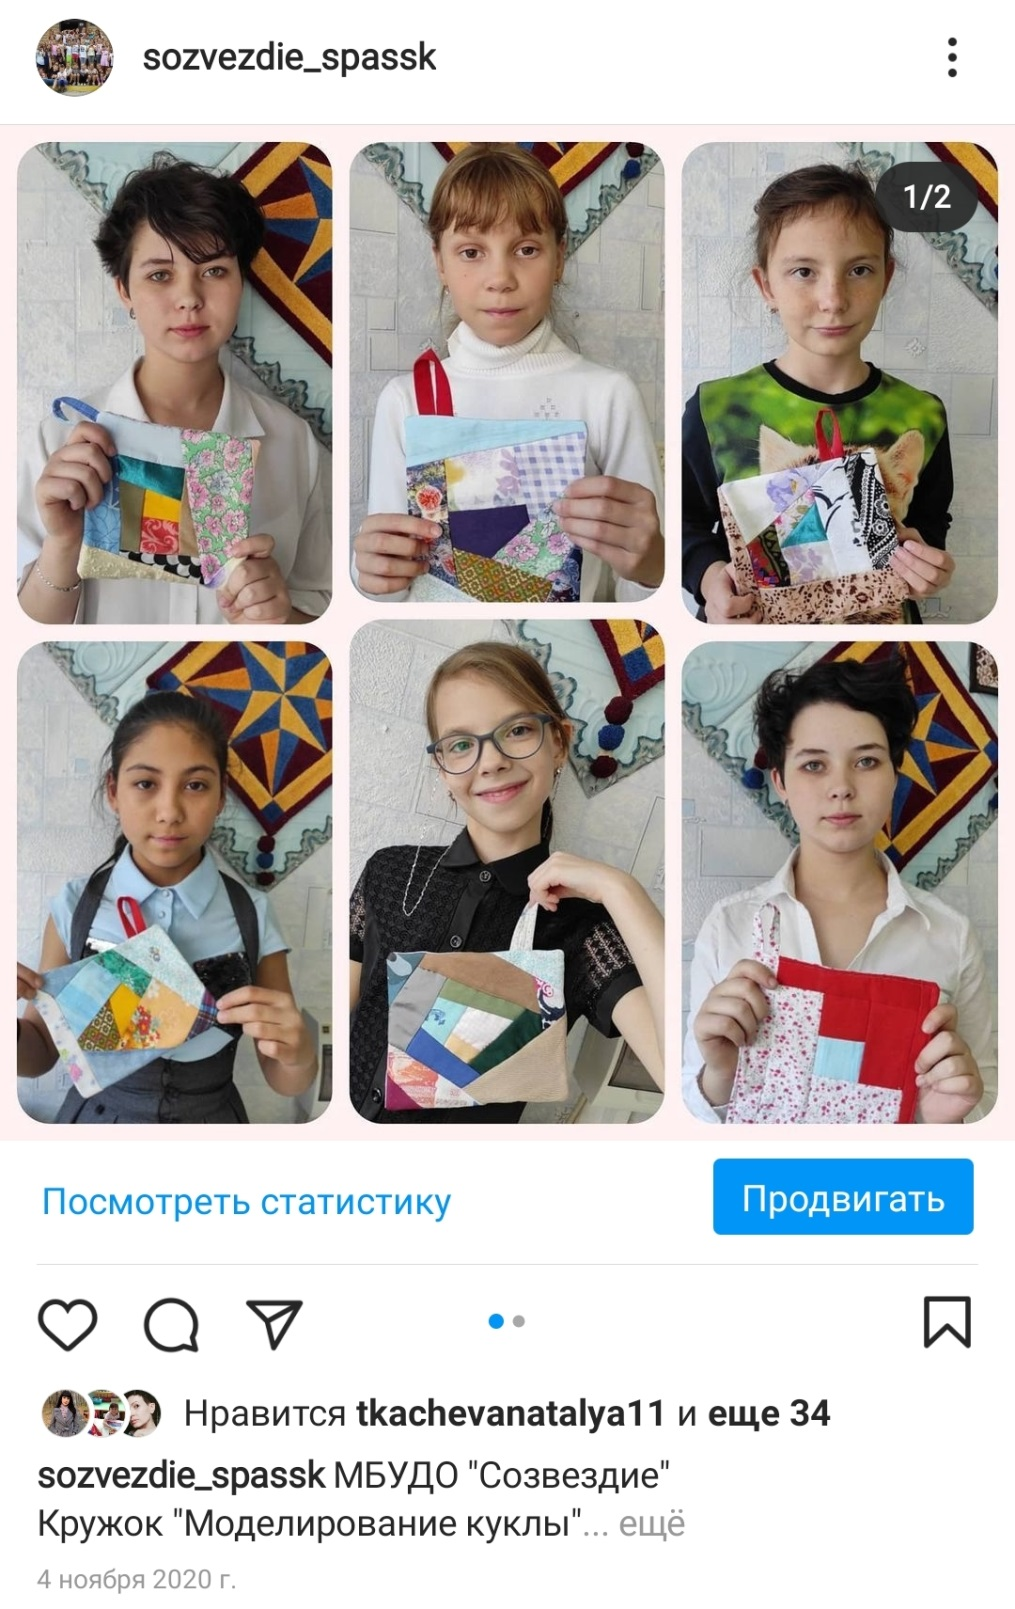 sozvezdie_spassk
1/2
Посмотреть статистику
Продвигать
Нравится tkachevanatalya11 и еще 34
sozvezdie_spassk МБУДО "Созвездие"
Кружок "Моделирование куклы"... ещё
4 ноября 2020 г.